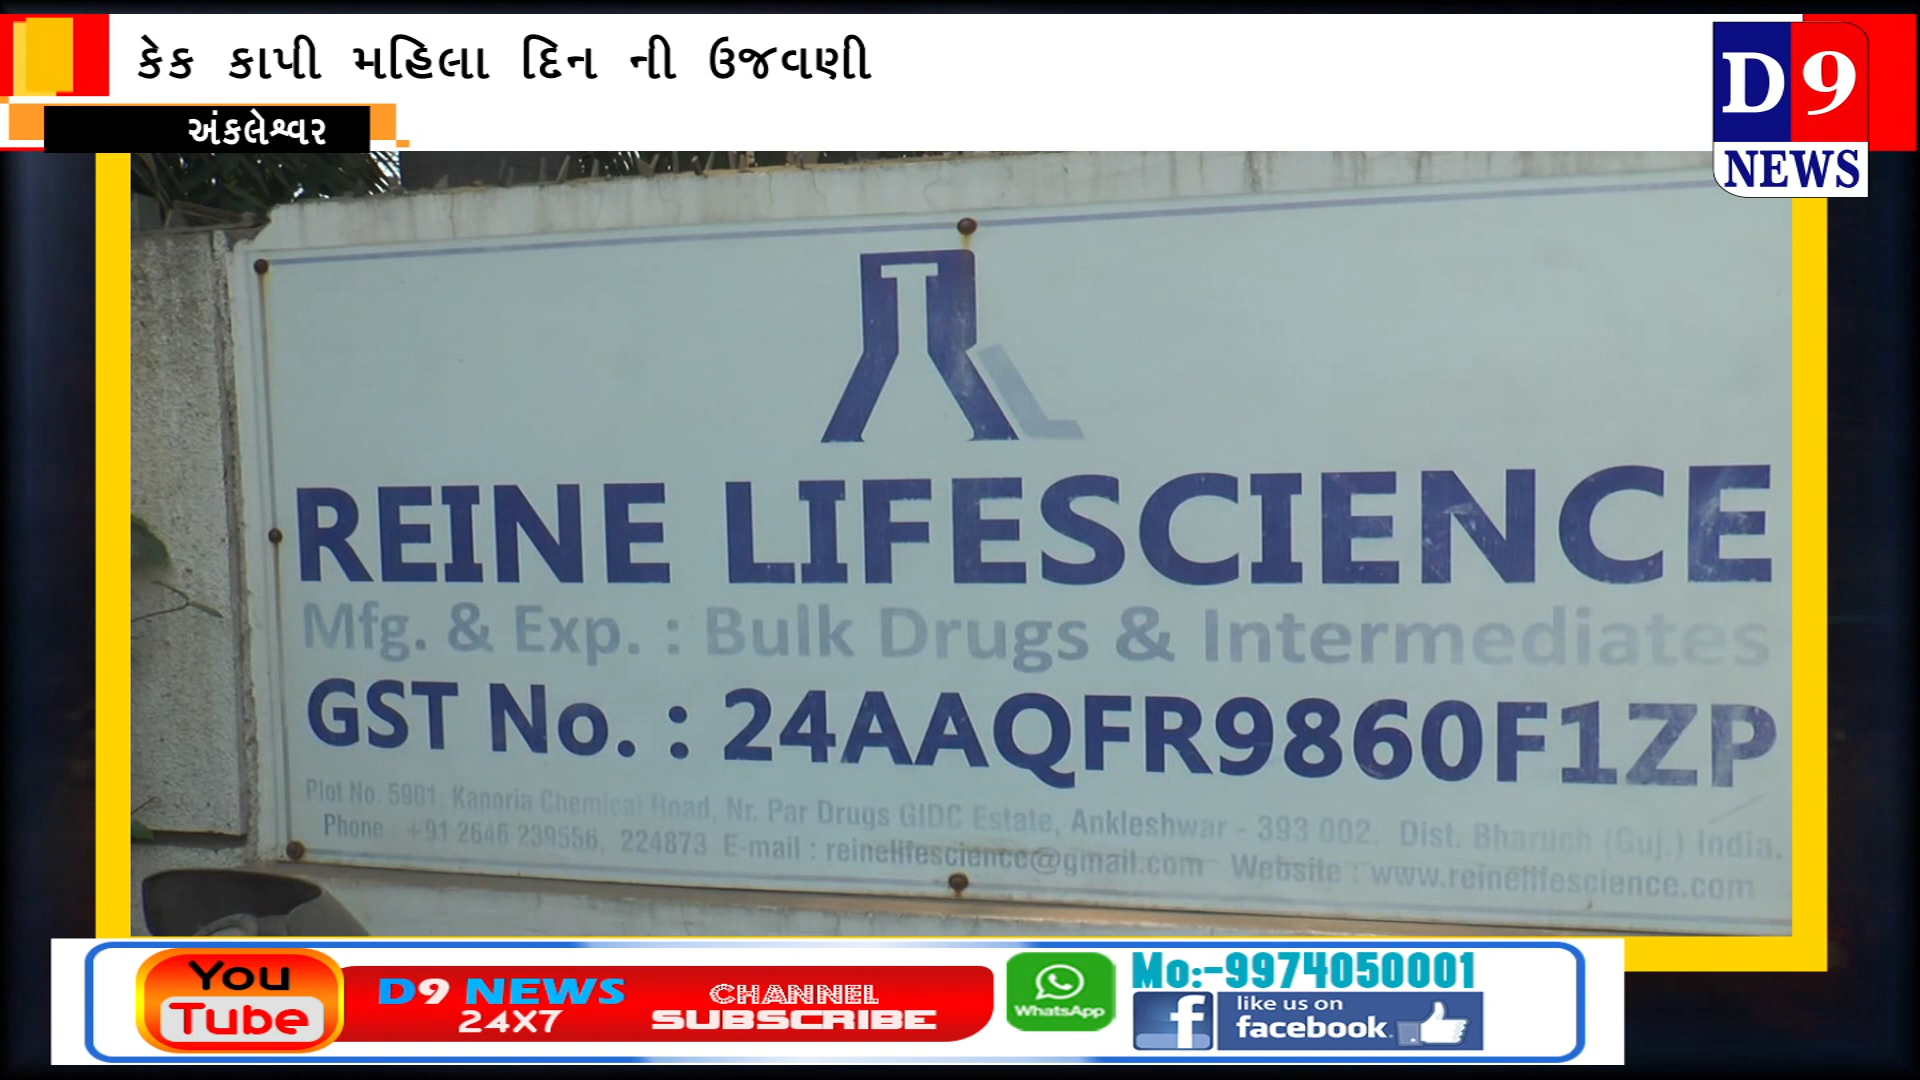 કેક કાપી મહિલા દિન ની ઉજવણી
અંકલેશ્વર
D9
NEWS
REINE LIFESCIENCE
Mfg. & Exp. : Bulk Drugs & Intermediates
GST No. : 24AAQFR9860F1ZP
Plot No. 5901, Kanoria Chemical Road, Nr. Par Drugs GIDC Estate, Ankleshwar - 393 002. Dist. Bharuch (Guj.) India.
Phone : +91 2646 239556, 224873 E-mail : reinelifescience@gmail.com Website : www.reinelifescience.com
You
Tube
D9 NEWS
24X7
CHANNEL
SUBSCRIBE
WhatsApp
Mo:-9974050001
f
like us on
facebook.